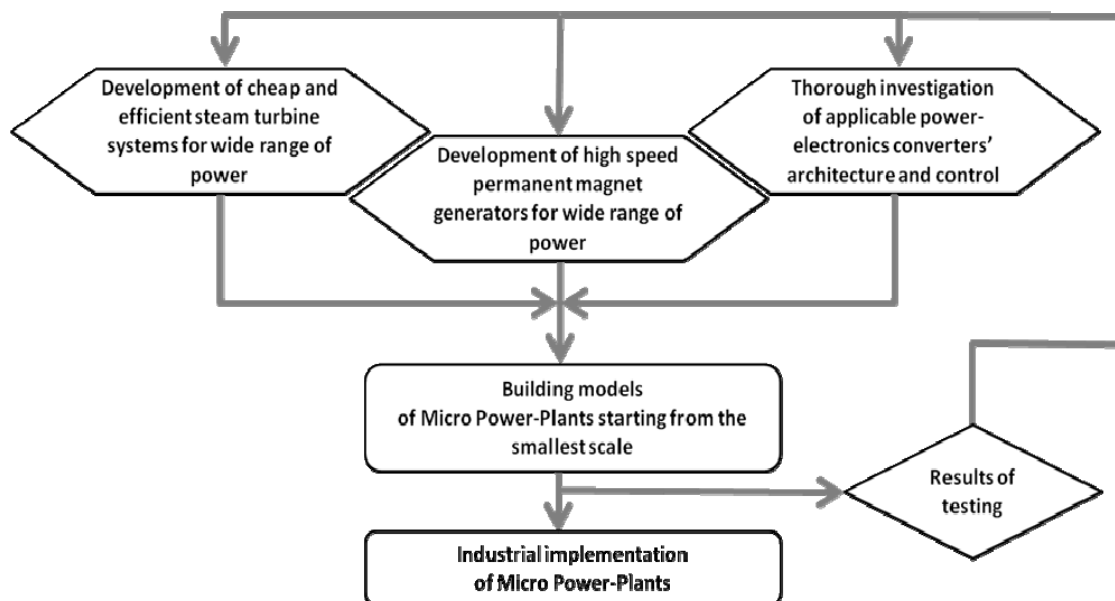 Development of cheap and
efficient steam turbine
systems for wide range of
power
Development of high speed
permanent magnet
generators for wide range of
power
Thorough investigation
of applicable power-
electronics converters’
architecture and control
Building models
of Micro Power-Plants starting from the
smallest scale
Results of
testing
Industrial implementation
of Micro Power-Plants